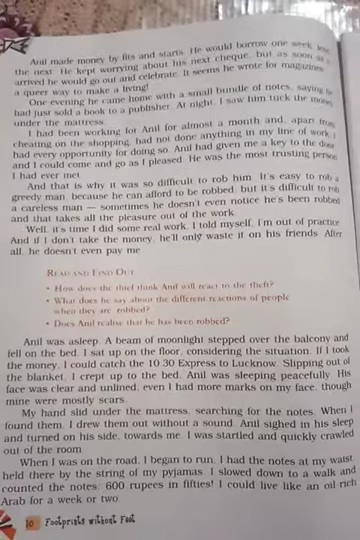 Anil made money by fits and starts. He would borrow one week, lend
the next. He kept worrying about his next cheque, but as soon as it
arrived he would go out and celebrate. It seems he wrote for magazines
a queer way to make a living!
One evening he came home with a small bundle of notes, saying he
had just sold a book to a publisher. At night, I saw him tuck the money
under the mattress.
I had been working for Anil for almost a month and, apart from
cheating on the shopping, had not done anything in my line of work. I
had every opportunity for doing so. Anil had given me a key to the door
and I could come and go as I pleased. He was the most trusting person
I had ever met.
And that is why it was so difficult to rob him. It's easy to rob a
greedy man, because he can afford to be robbed, but it's difficult to rob
a careless man — sometimes he doesn't even notice he's been robbed
and that takes all the pleasure out of the work.
Well, it's time I did some real work, I told myself, I'm out of practice
And if I don't take the money, he'll only waste it on his friends. After
all, he doesn't even pay me.
READ AND FIND OUT
• How does the thief think Anil will react to the theft?
• What does he say about the different reactions of people
when they are robbed?
• Does Anil realise that he has been robbed?
Anil was asleep. A beam of moonlight stepped over the balcony and
fell on the bed. I sat up on the floor, considering the situation. If I took
the money, I could catch the 10.30 Express to Lucknow. Slipping out of
the blanket, I crept up to the bed. Anil was sleeping peacefully. His
face was clear and unlined; even I had more marks on my face, though
mine were mostly scars.
My hand slid under the mattress, searching for the notes. When I
found them, I drew them out without a sound. Anil sighed in his sleep
and turned on his side, towards me. I was startled and quickly crawled
out of the room.
When I was on the road, I began to run. I had the notes at my waist,
held there by the string of my pyjamas. I slowed down to a walk and
counted the notes: 600 rupees in fifties! I could live like an oil-rich
Arab for a week or two.
10 Footprints without Feet